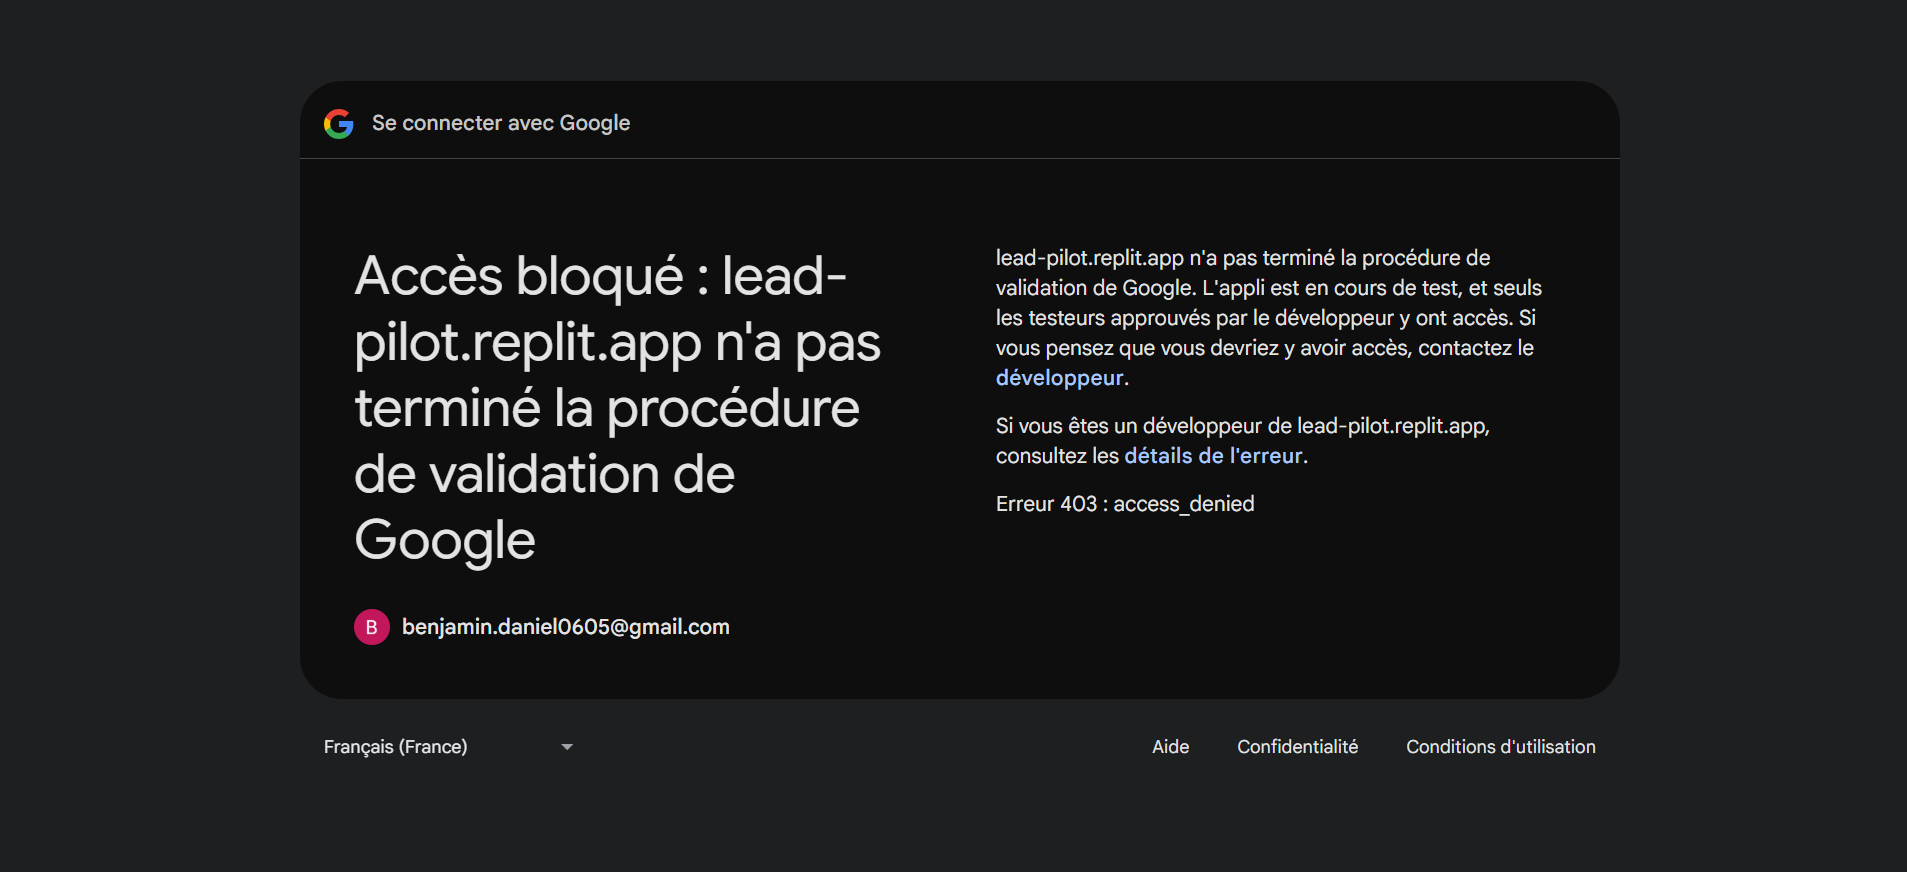 Se connecter avec Google
Accès bloqué : lead-
pilot.replit.app n'a pas
terminé la procédure
de validation de
Google
B
benjamin.daniel0605@gmail.com
lead-pilot.replit.app n'a pas terminé la procédure de
validation de Google. L'appli est en cours de test, et seuls
les testeurs approuvés par le développeur y ont accès. Si
vous pensez que vous devriez y avoir accès, contactez le
développeur.
Si vous êtes un développeur de lead-pilot.replit.app,
consultez les détails de l'erreur.
Erreur 403 : access_denied
Français (France)
Aide
Confidentialité
Conditions d'utilisation